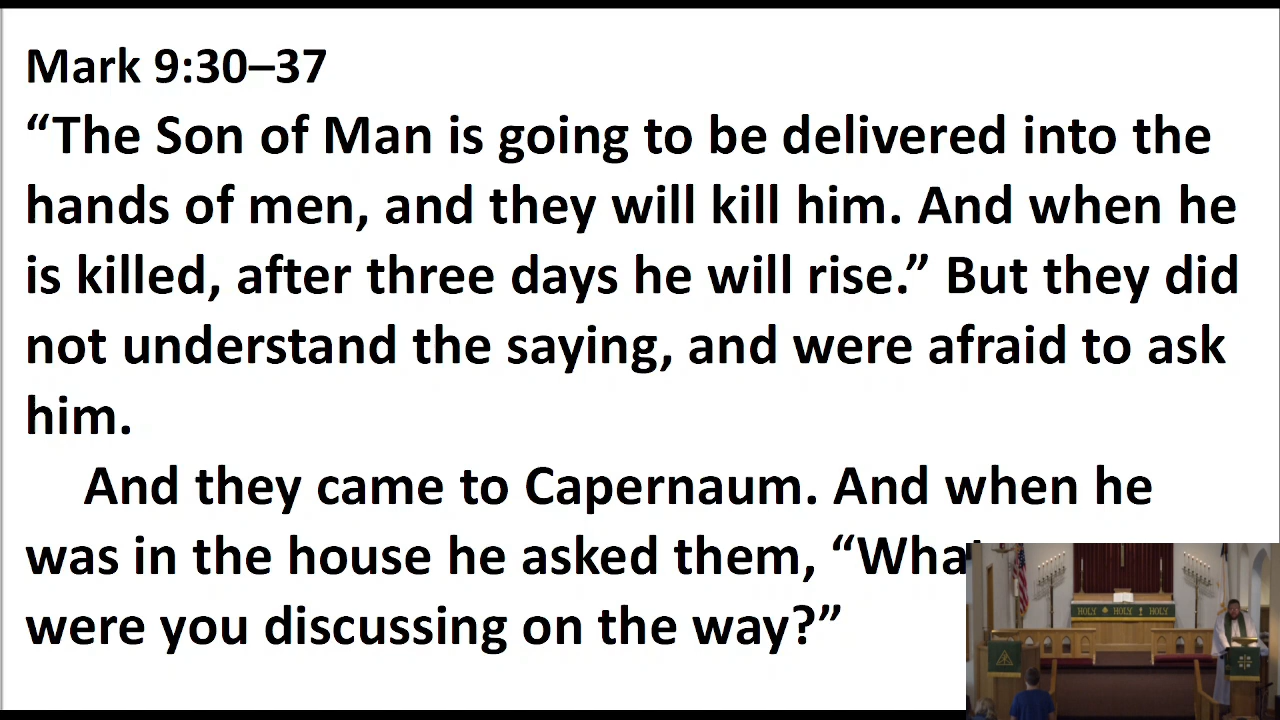 Mark 9:30–37
“The Son of Man is going to be delivered into the
hands of men, and they will kill him. And when he
is killed, after three days he will rise.” But they did
not understand the saying, and were afraid to ask
him.
And they came to Capernaum. And when he
was in the house he asked them, “What
were you discussing on the way?”
HOLY HOLY HOLY